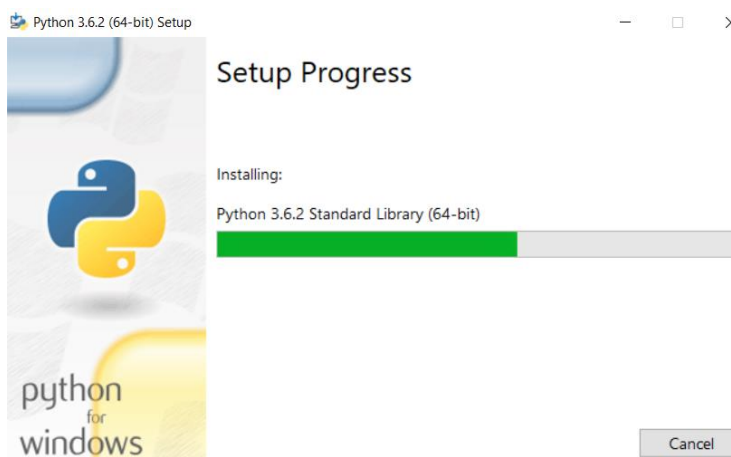 Python 3.6.2 (64-bit) Setup
Setup Progress
Installing:
Python 3.6.2 Standard Library (64-bit)
python
for
windows
Cancel